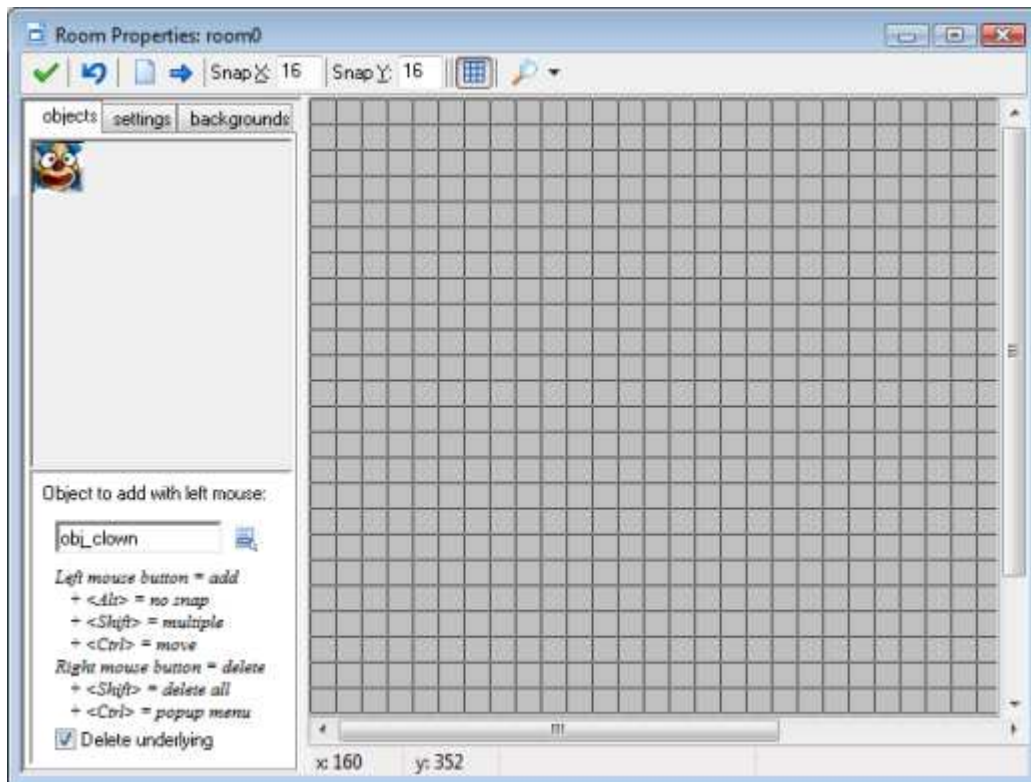 Room Properties: room0
Snap X: 16 Snap Y: 16
objects settings backgrounds
Object to add with left mouse:
obj_clown
Left mouse button = add
+ <Alt> = no snap
+ <Shift> = multiple
+ <Ctrl> = move
Right mouse button = delete
+ <Shift> = delete all
+ <Ctrl> = popup menu
Delete underlying
x: 160 y: 352